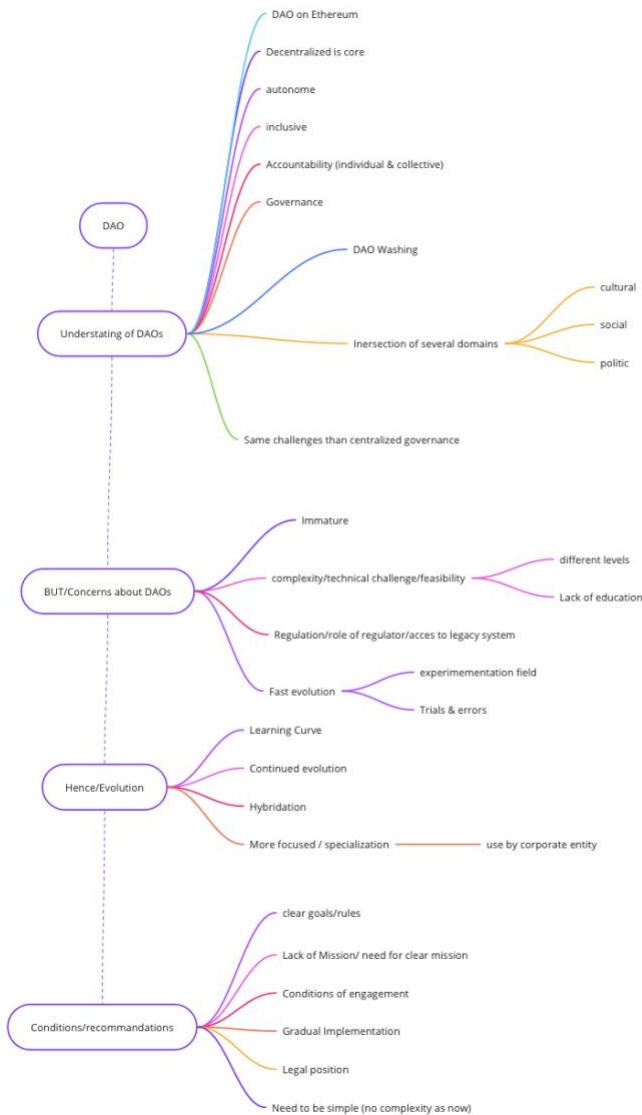 DAO on Ethereum
Decentralized is core
autonome
inclusive
Accountability (individual & collective)
Governance
DAO
DAO Washing
cultural
social
politic
Understating of DAOs
Inersection of several domains
Same challenges than centralized governance
Immature
different levels
complexity/technical challenge/feasibility
Lack of education
BUT/Concerns about DAOs
Regulation/role of regulator/acces to legacy system
experimementation field
Fast evolution
Trials & errors
Learning Curve
Continued evolution
Hence/Evolution
Hybridation
More focused / specialization
use by corporate entity
clear goals/rules
Lack of Mission/ need for clear mission
Conditions of engagement
Conditions/recommandations
Gradual Implementation
Legal position
Need to be simple (no complexity as now)